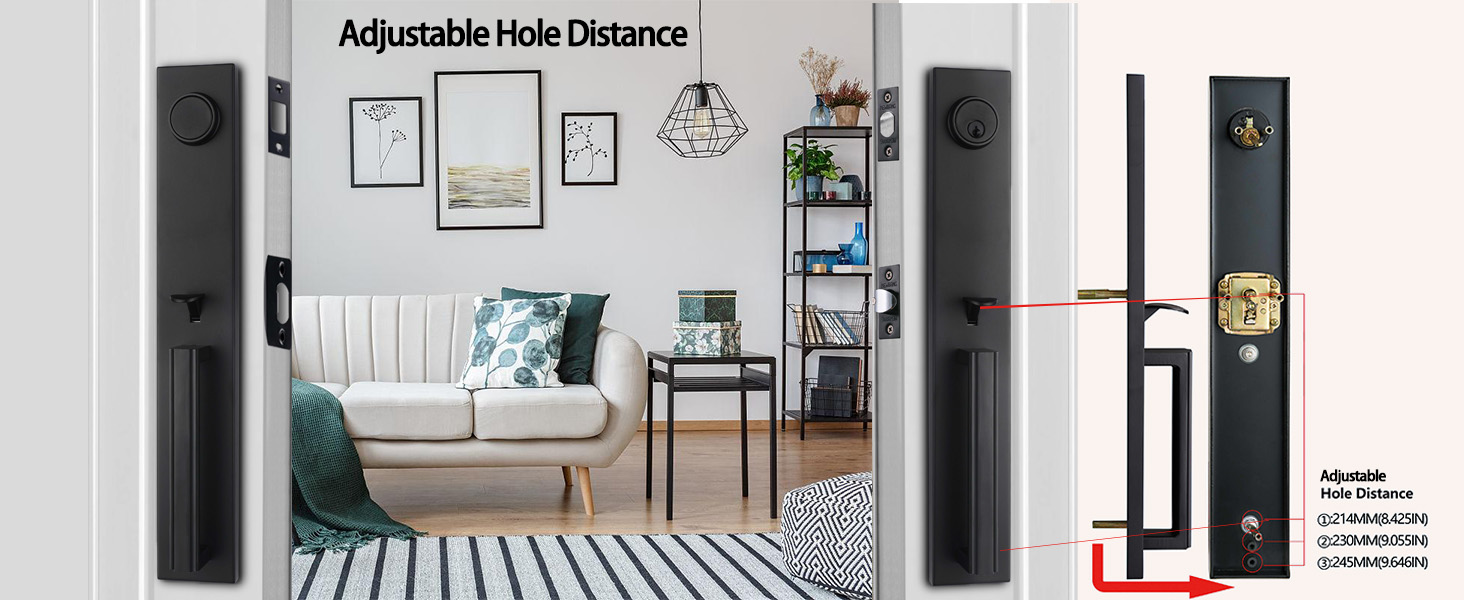 Adjustable Hole Distance
Adjustable
Hole Distance
①:214MM(8.425IN)
②:230MM(9.055IN)
③:245MM(9.646IN)